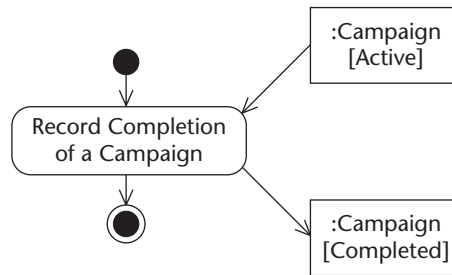 :Campaign
[Active]
Record Completion
of a Campaign
:Campaign
[Completed]